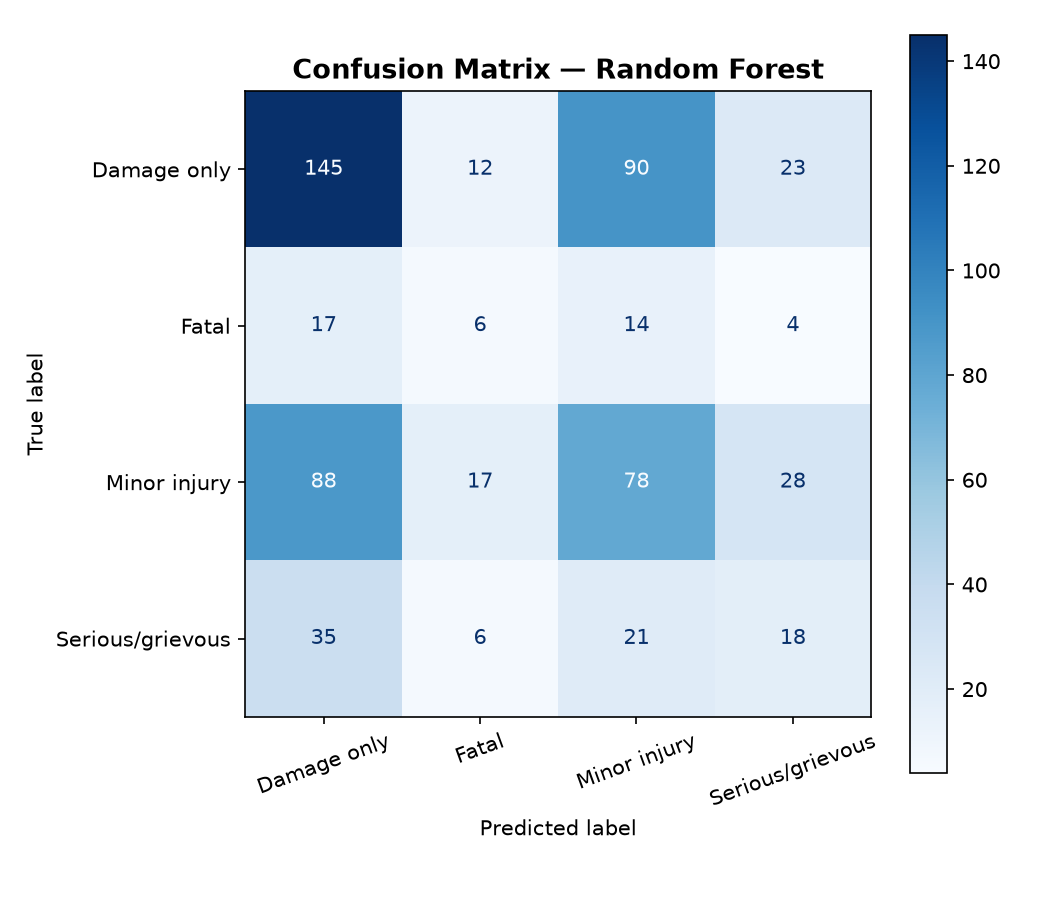 Confusion Matrix — Random Forest
True label
Damage only 145 12 90 23
Fatal 17 6 14 4
Minor injury 88 17 78 28
Serious/grievous 35 6 21 18
Damage only Fatal Minor injury Serious/grievous
Predicted label
140
120
100
80
60
40
20